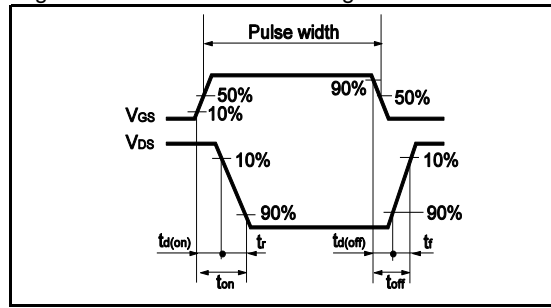 Pulse width
90%
50%
50%
10%
VGS
VDS
10%
10%
90%
90%
td(on)
tr
td(off)
tf
ton
toff